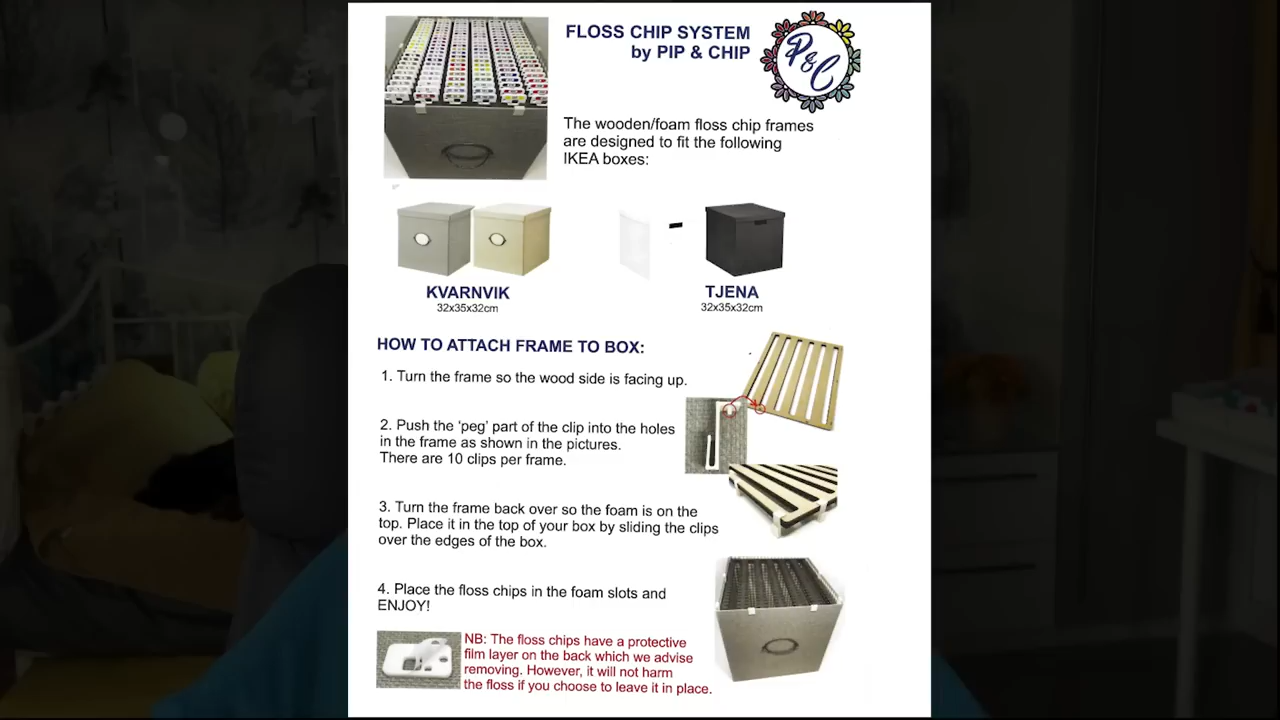 FLOSS CHIP SYSTEM
by PIP & CHIP
P&C
The wooden/foam floss chip frames
are designed to fit the following
IKEA boxes:
KVARNVIK
32x35x32cm
TJENA
32x35x32cm
HOW TO ATTACH FRAME TO BOX:
1. Turn the frame so the wood side is facing up.
2. Push the 'peg' part of the clip into the holes
in the frame as shown in the pictures.
There are 10 clips per frame.
3. Turn the frame back over so the foam is on the
top. Place it in the top of your box by sliding the clips
over the edges of the box.
4. Place the floss chips in the foam slots and
ENJOY!
NB: The floss chips have a protective
film layer on the back which we advise
removing. However, it will not harm
the floss if you choose to leave it in place.